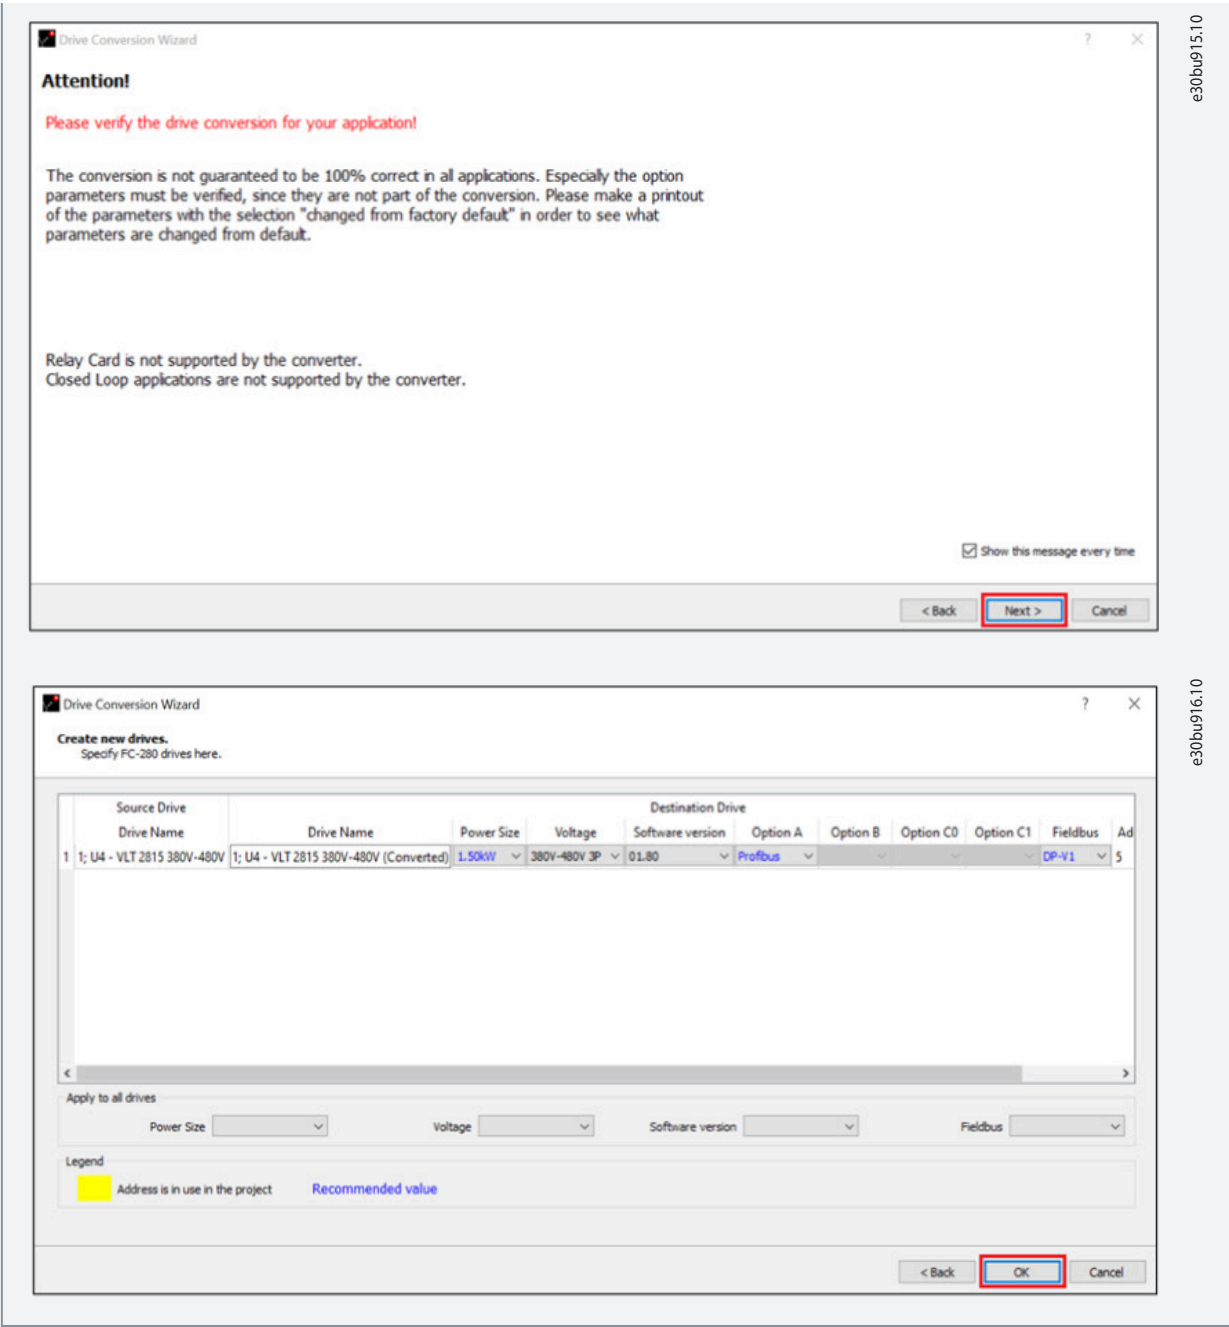 Drive Conversion Wizard
?
e30bu915.10
Attention!
Please verify the drive conversion for your application!
The conversion is not guaranteed to be 100% correct in all applications. Especially the option
parameters must be verified, since they are not part of the conversion. Please make a printout
of the parameters with the selection "changed from factory default" in order to see what
parameters are changed from default.
Relay Card is not supported by the converter.
Closed Loop applications are not supported by the converter.
Show this message every time
< Back Next > Cancel
Drive Conversion Wizard
?
e30bu916.10
Create new drives.
Specify FC-280 drives here.
Source Drive Destination Drive
Drive Name Drive Name Power Size Voltage Software version Option A Option B Option C0 Option C1 Fieldbus Ad
1 1; U4 - VLT 2815 380V-480V 1; U4 - VLT 2815 380V-480V (Converted) 1.50kW 380V-480V 3P 01.80 Profibus DP-V1 5
Apply to all drives
Power Size Voltage Software version Fieldbus
Legend
Address is in use in the project Recommended value
< Back OK Cancel